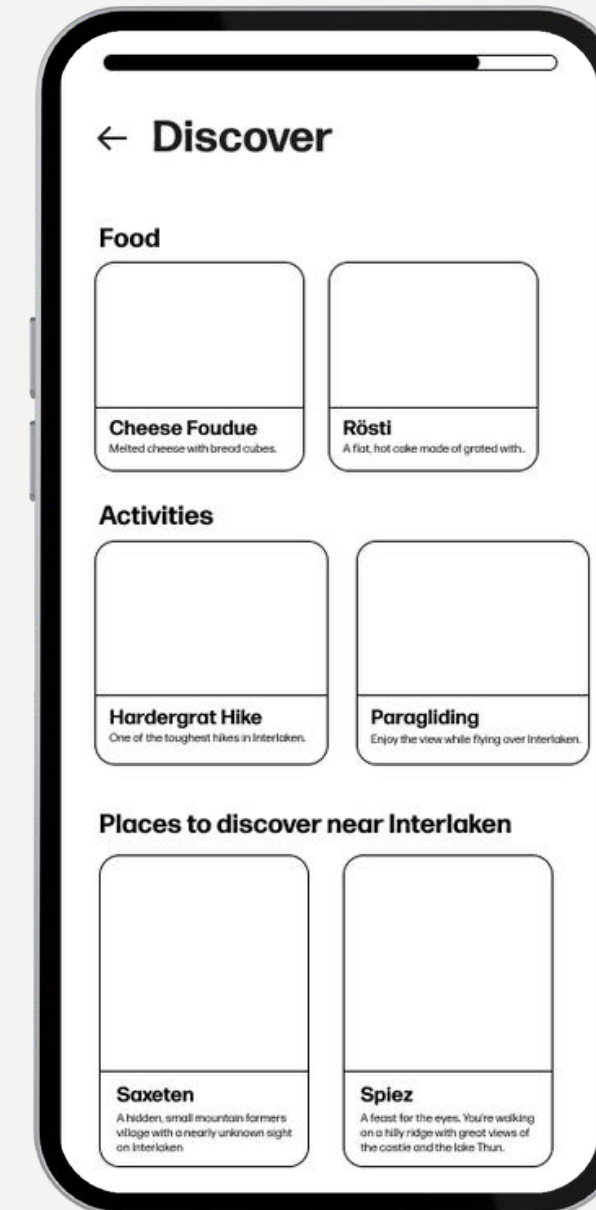 Discover
Food
Cheese Foudue
Melted cheese with bread cubes.
Rösti
A flat, hot cake made of grated with..
Activities
Hardergrat Hike
One of the toughest hikes in Interlaken.
Paragliding
Enjoy the view while flying over Interlaken.
Places to discover near Interlaken
Saxeten
A hidden, small mountain farmers
village with a nearly unknown sight
on Interlaken
Spiez
A feast for the eyes. You're walking
on a hilly ridge with great views of
the castle and the lake Thun.